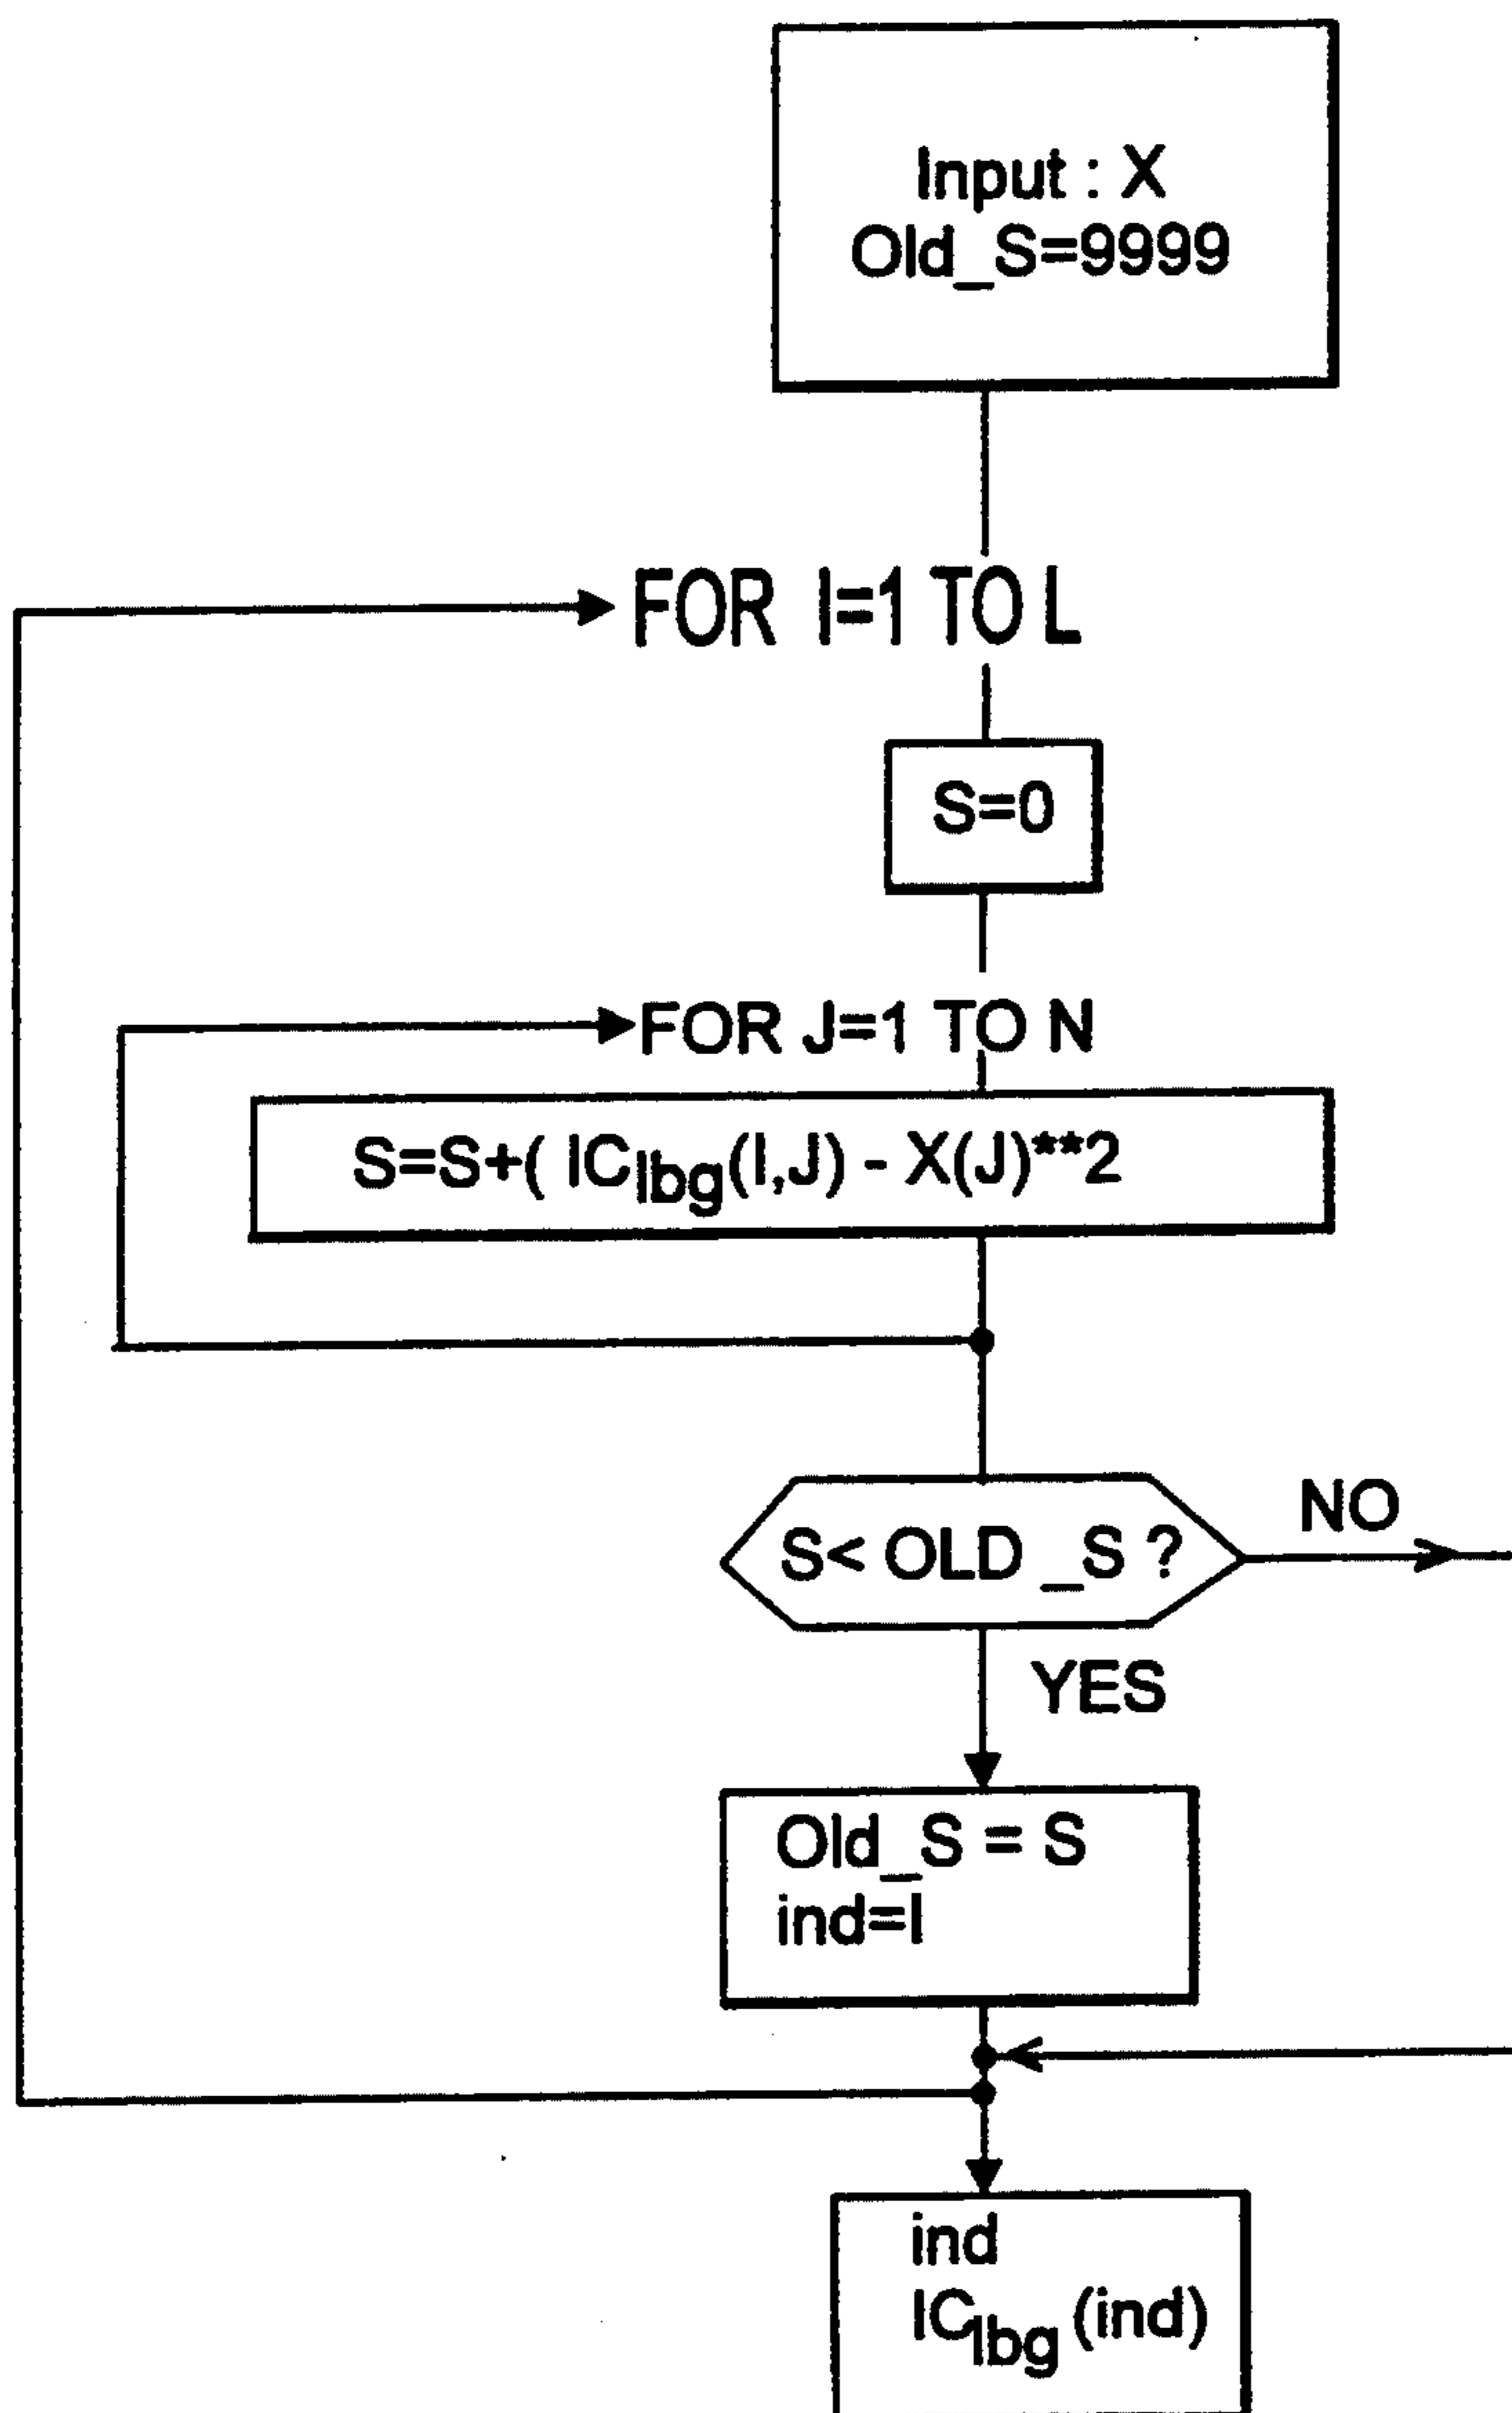 Input : X
Old_S=9999
FOR I=1 TO L
S=0
FOR J=1 TO N
S=S+( IClbg(I,J) - X(J)**2
S< OLD _S ?
NO
YES
Old_S = S
ind=I
ind
IClbg(ind)